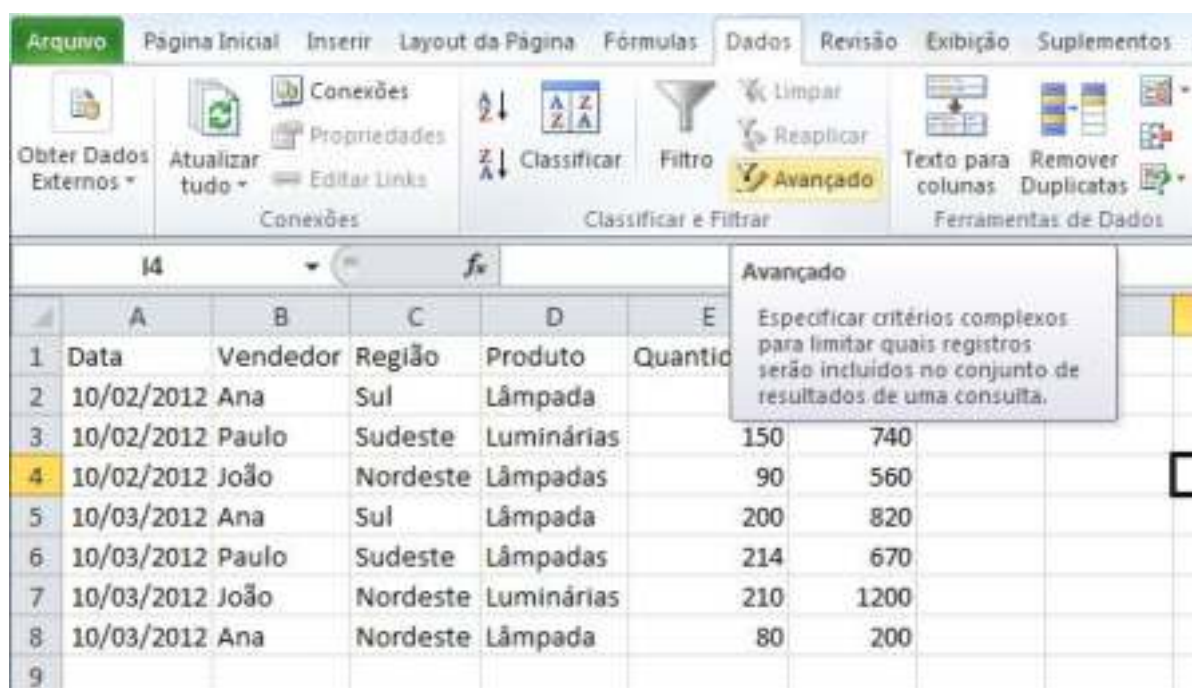 Arquivo Página Inicial Inserir Layout da Página Fórmulas Dados Revisão Exibição Suplementos
Obter Dados Externos
Atualizar tudo
Conexões
Propriedades
Editar Links
Conexões
Classificar
Filtro
Limpar
Reaplicar
Avançado
Classificar e Filtrar
Texto para colunas
Remover Duplicatas
Ferramentas de Dados
I4 fx
Avançado
Especificar critérios complexos
para limitar quais registros
serão incluídos no conjunto de
resultados de uma consulta.
A B C D E
1 Data Vendedor Região Produto Quantid
2 10/02/2012 Ana Sul Lâmpada
3 10/02/2012 Paulo Sudeste Luminárias 150 740
4 10/02/2012 João Nordeste Lâmpadas 90 560
5 10/03/2012 Ana Sul Lâmpada 200 820
6 10/03/2012 Paulo Sudeste Lâmpadas 214 670
7 10/03/2012 João Nordeste Luminárias 210 1200
8 10/03/2012 Ana Nordeste Lâmpada 80 200
9